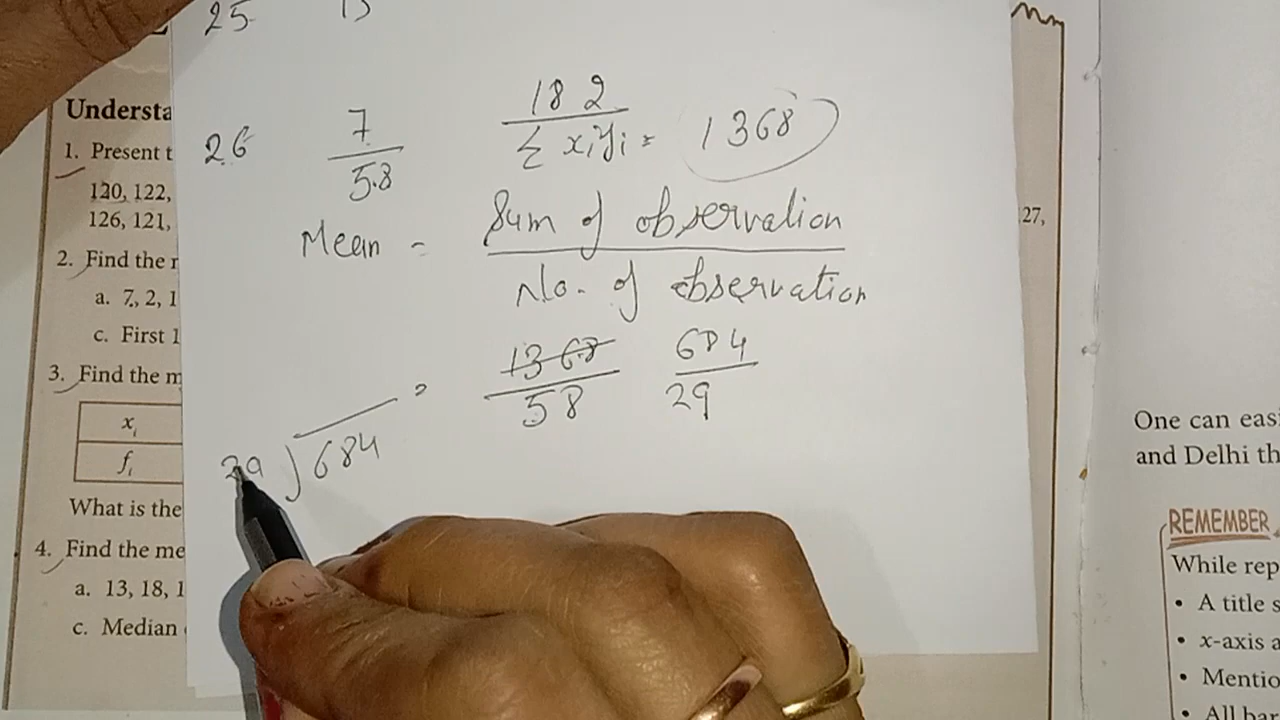 25
Understa
1. Present t
120, 122,
126, 121,
27,
2. Find the
a. 7, 2, 1
c. First 1
3. Find the m
xᵢ
fᵢ
What is the
4. Find the me
a. 13, 18, 1
c. Median
182
26 7/58 Σ xᵢyᵢ = 1368
Mean = Sum of observation
No. of observation
= 1368/58 684/29
29 ) 684
One can eas
and Delhi th
REMEMBER
While rep
• A title s
• x-axis a
• Mentio
• All bar